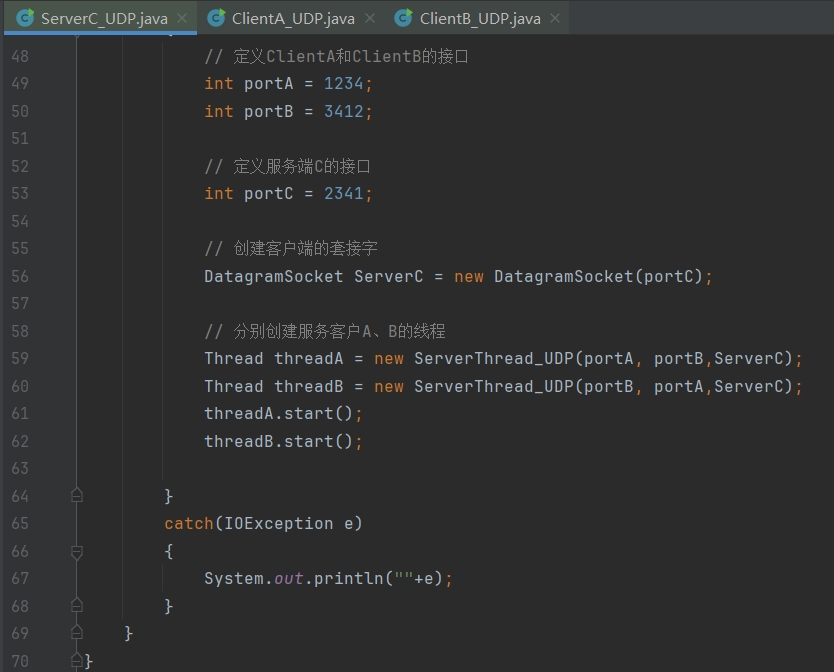 ServerC_UDP.java ClientA_UDP.java ClientB_UDP.java
48 // 定义ClientA和ClientB的接口
49 int portA = 1234;
50 int portB = 3412;
51
52 // 定义服务端C的接口
53 int portC = 2341;
54
55 // 创建客户端的套接字
56 DatagramSocket ServerC = new DatagramSocket(portC);
57
58 // 分别创建服务客户A、B的线程
59 Thread threadA = new ServerThread_UDP(portA, portB,ServerC);
60 Thread threadB = new ServerThread_UDP(portB, portA,ServerC);
61 threadA.start();
62 threadB.start();
63
64 }
65 catch(IOException e)
66 {
67 System.out.println(""+e);
68 }
69 }
70 }